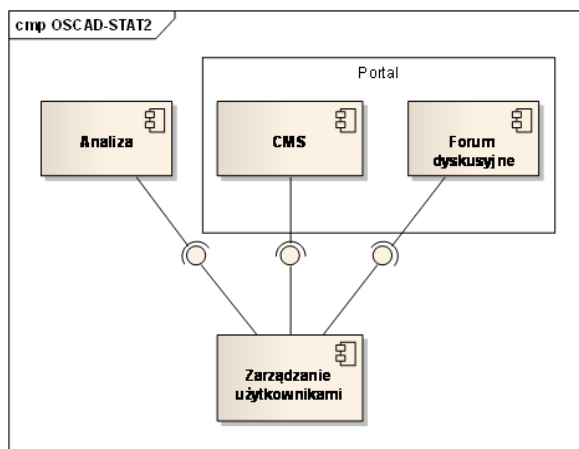 cmp OSCAD-STAT2
Portal
Analiza
CMS
Forum
dyskusyjne
Zarządzanie
użytkownikami